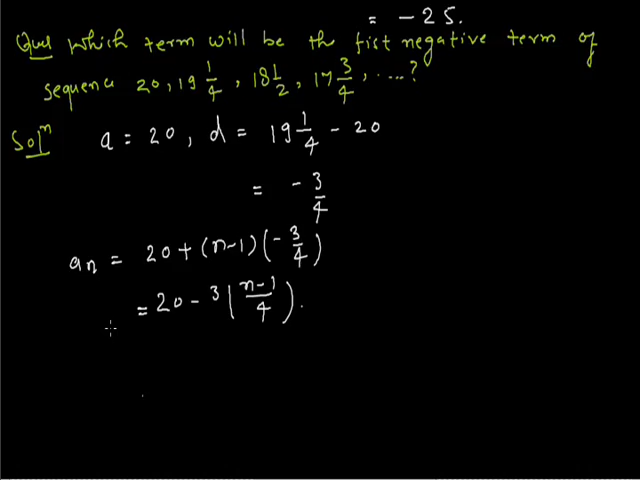 = -25.
Ques which term will be the fist negative term of
sequence 20, 19 1/4, 18 1/2, 17 3/4, ....?
Solⁿ a = 20, d = 19 1/4 - 20
= -3/4
an = 20 + (n-1)(-3/4)
= 20 - 3(n-1/4).